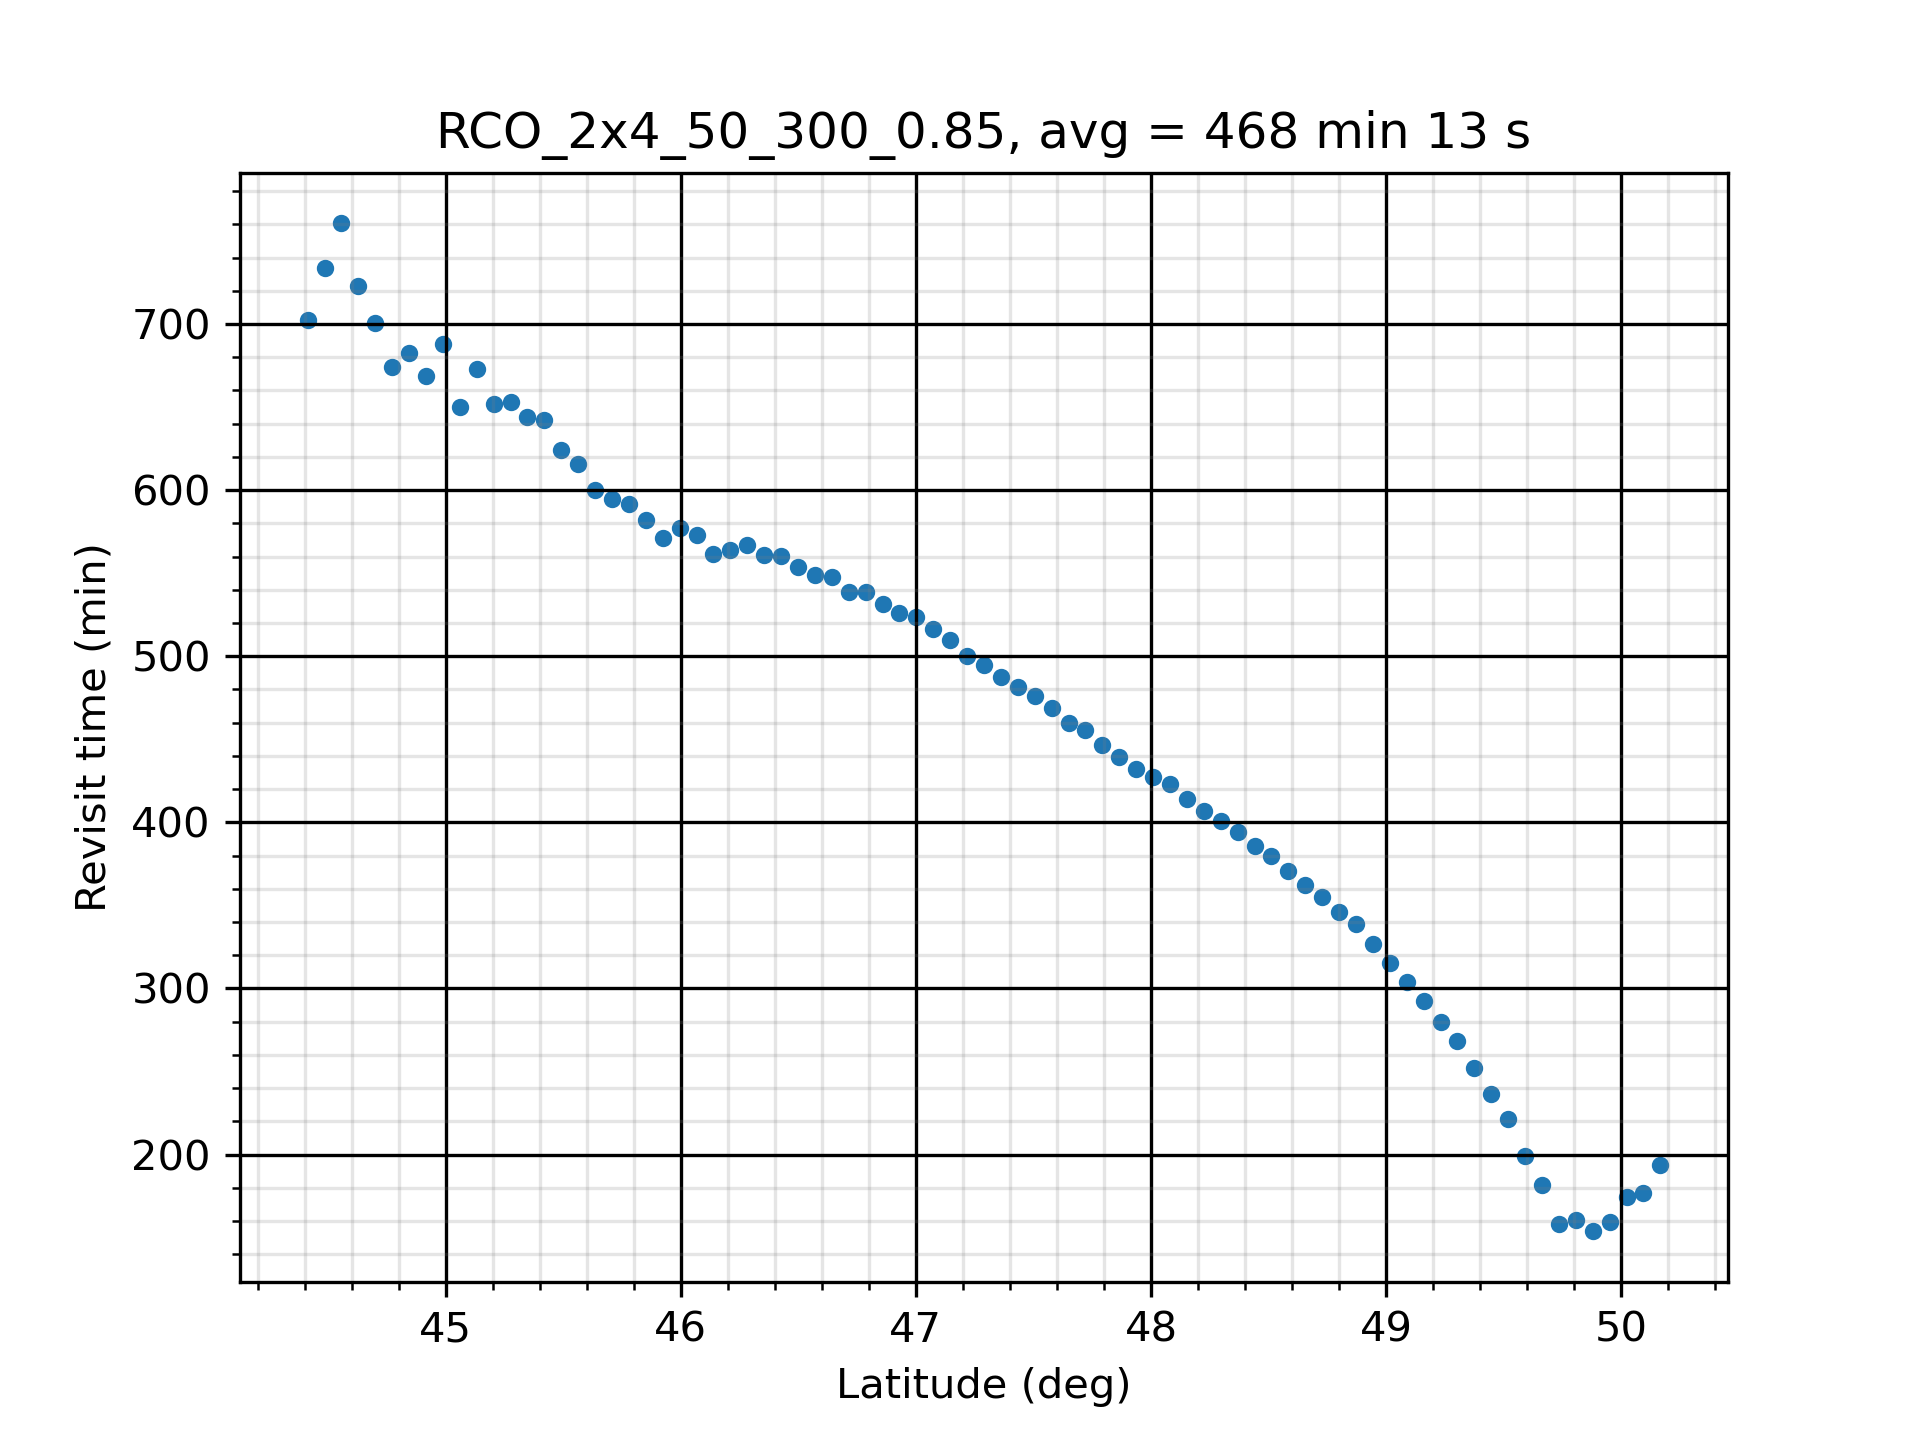 RCO_2x4_50_300_0.85, avg = 468 min 13 s
Revisit time (min)
700
600
500
400
300
200
45 46 47 48 49 50
Latitude (deg)